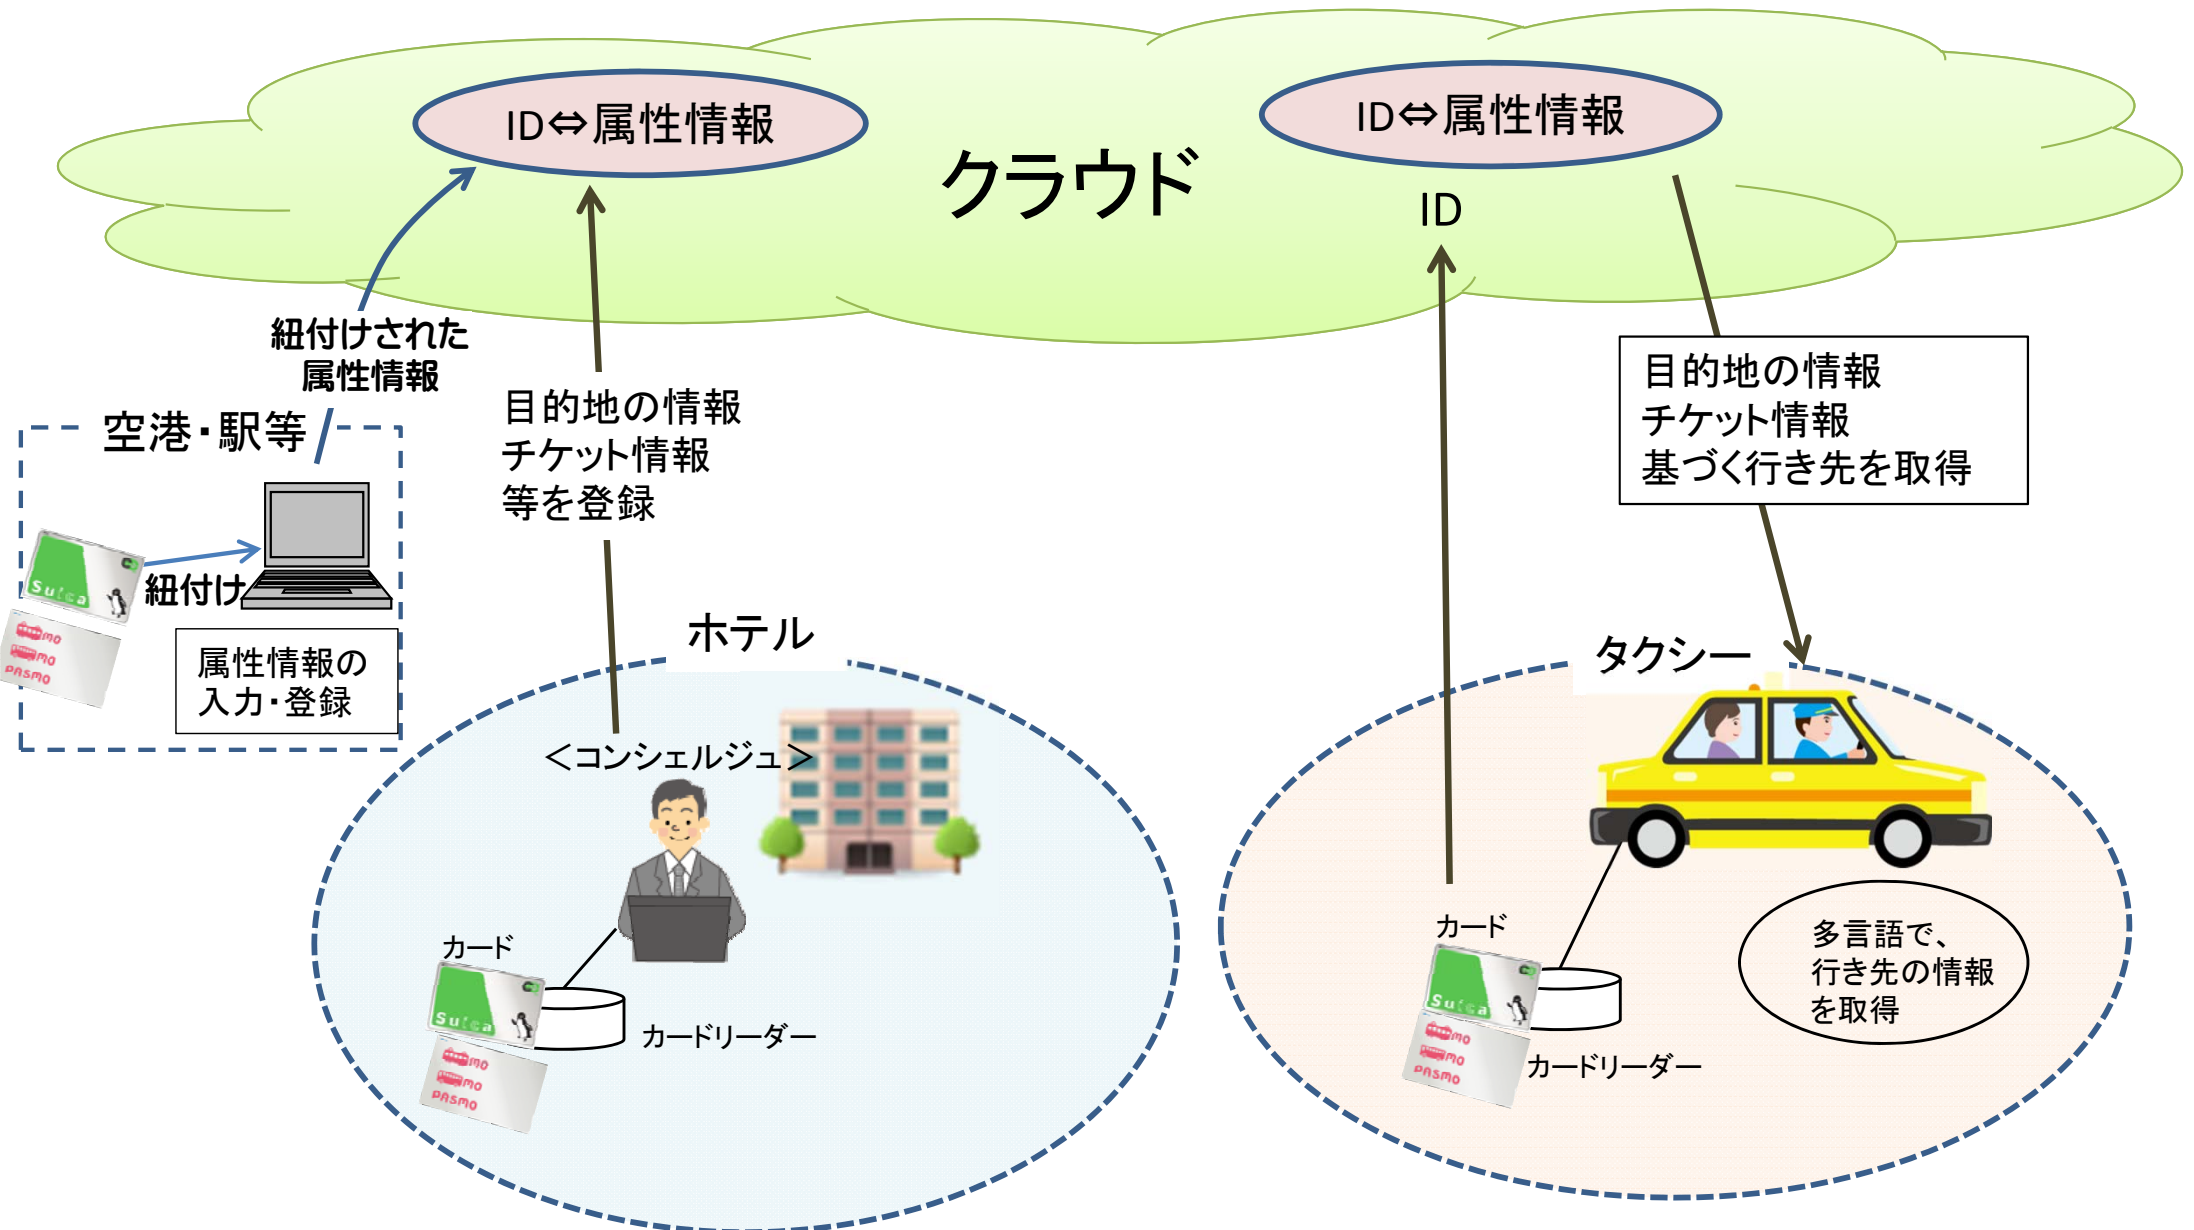 ID⇔属性情報
ID⇔属性情報
クラウド
ID
紐付けされた
属性情報
空港・駅等
目的地の情報
チケット情報
等を登録
目的地の情報
チケット情報
基づく行き先を取得
Suica
紐付け
MO
MO
PASMO
属性情報の
入力・登録
ホテル
タクシー
＜コンシェルジュ＞
カード
Suica
カードリーダー
MO
MO
PASMO
カード
Suica
MO
MO
PASMO
カードリーダー
多言語で、
行き先の情報
を取得